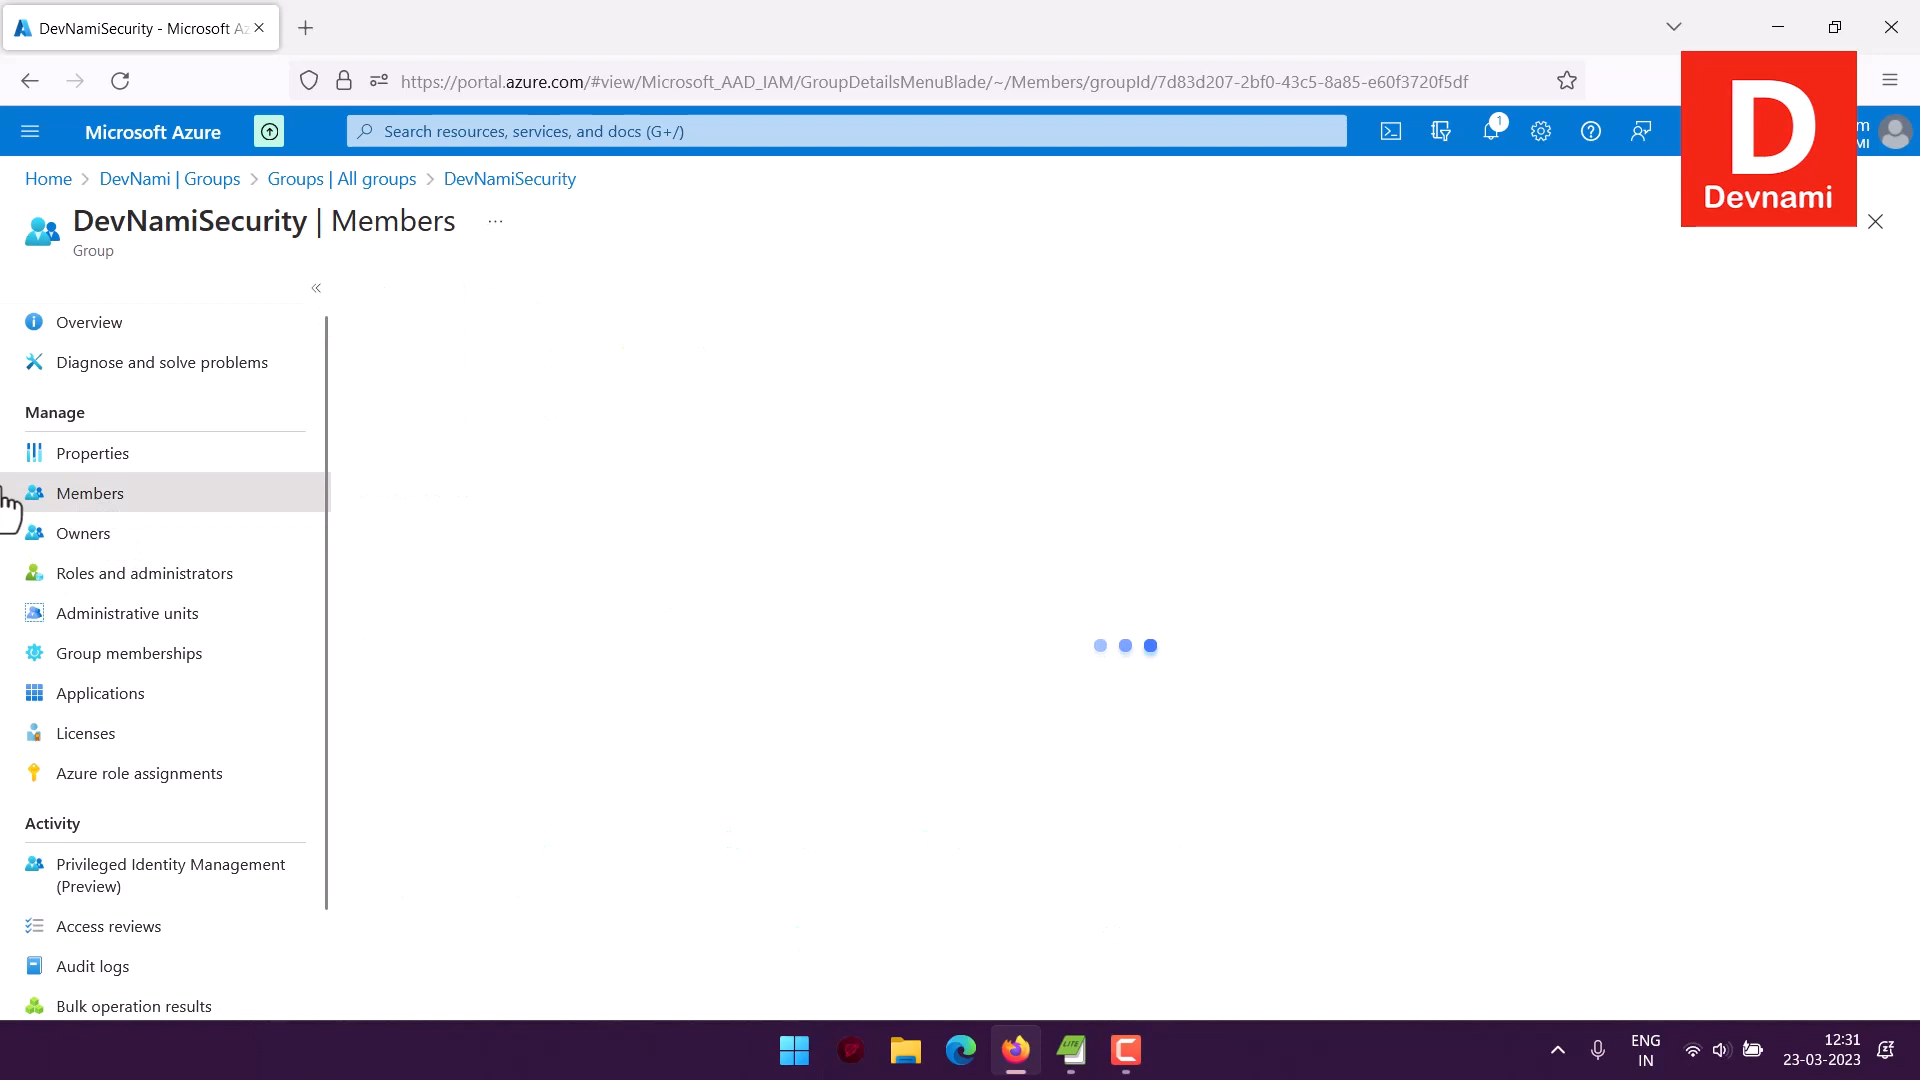 DevNamiSecurity - Microsoft Az
https://portal.azure.com/#view/Microsoft_AAD_IAM/GroupDetailsMenuBlade/~/Members/groupId/7d83d207-2bf0-43c5-8a85-e60f3720f5df
Microsoft Azure
Search resources, services, and docs (G+/)
1
m
MI
D
Devnami
Home > DevNami | Groups > Groups | All groups > DevNamiSecurity
DevNamiSecurity | Members ...
Group
Overview
Diagnose and solve problems
Manage
Properties
Members
Owners
Roles and administrators
Administrative units
Group memberships
Applications
Licenses
Azure role assignments
Activity
Privileged Identity Management
(Preview)
Access reviews
Audit logs
Bulk operation results
LITE
ENG
IN
12:31
23-03-2023